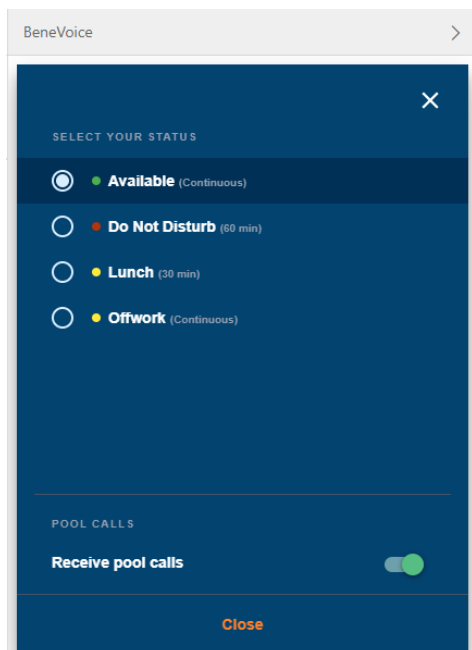 BeneVoice
SELECT YOUR STATUS
Available (Continuous)
Do Not Disturb (60 min)
Lunch (30 min)
Offwork (Continuous)
POOL CALLS
Receive pool calls
Close